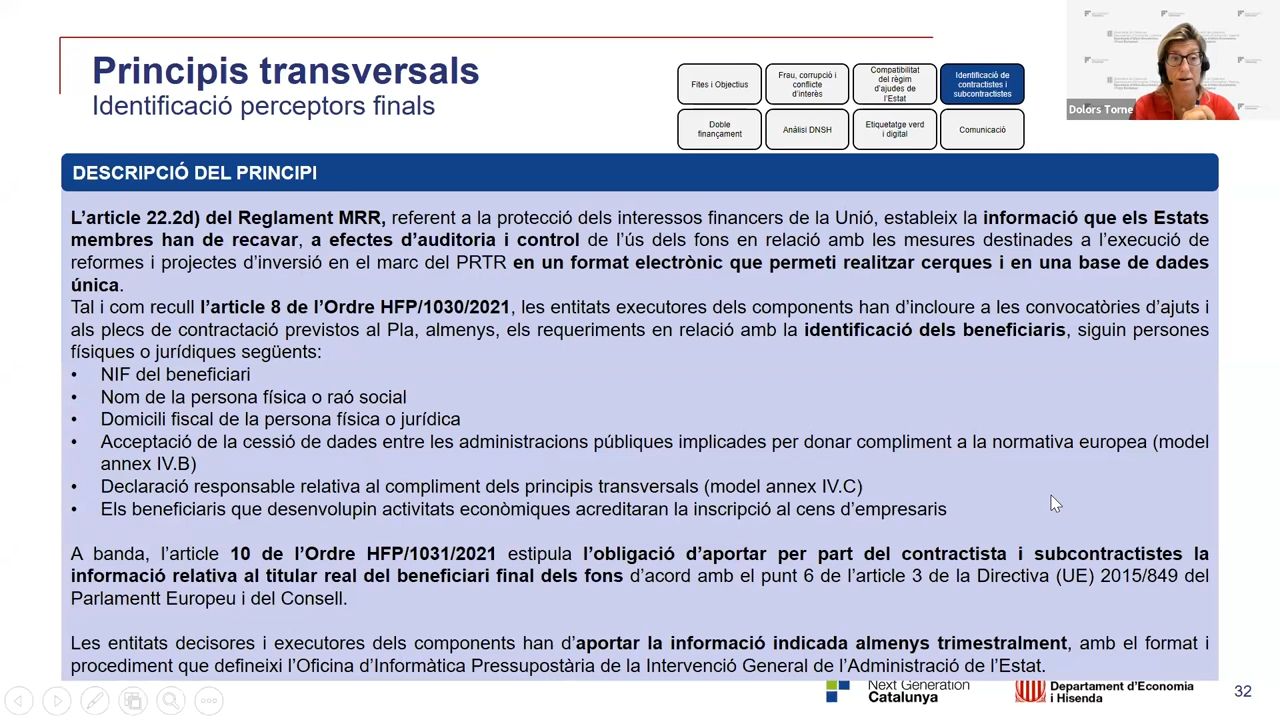 Principis transversals
Identificació perceptors finals
Fites i Objectius
Frau, corrupció i
conflicte
d'interès
Compatibilitat
del règim
d'ajudes de
l'Estat
Identificació de
contractistes i
subcontractistes
Doble
finançament
Anàlisi DNSH
Etiquetatge verd
i digital
Comunicació
Dolors Torne
DESCRIPCIÓ DEL PRINCIPI
L'article 22.2d) del Reglament MRR, referent a la protecció dels interessos financers de la Unió, estableix la informació que els Estats
membres han de recavar, a efectes d'auditoria i control de l'ús dels fons en relació amb les mesures destinades a l'execució de
reformes i projectes d'inversió en el marc del PRTR en un format electrònic que permeti realitzar cerques i en una base de dades
única.
Tal i com recull l'article 8 de l'Ordre HFP/1030/2021, les entitats executores dels components han d'incloure a les convocatòries d'ajuts i
als plecs de contractació previstos al Pla, almenys, els requeriments en relació amb la identificació dels beneficiaris, siguin persones
físiques o jurídiques següents:
• NIF del beneficiari
• Nom de la persona física o raó social
• Domicili fiscal de la persona física o jurídica
• Acceptació de la cessió de dades entre les administracions públiques implicades per donar compliment a la normativa europea (model
annex IV.B)
• Declaració responsable relativa al compliment dels principis transversals (model annex IV.C)
• Els beneficiaris que desenvolupin activitats econòmiques acreditaran la inscripció al cens d'empresaris
A banda, l'article 10 de l'Ordre HFP/1031/2021 estipula l'obligació d'aportar per part del contractista i subcontractistes la
informació relativa al titular real del beneficiari final dels fons d'acord amb el punt 6 de l'article 3 de la Directiva (UE) 2015/849 del
Parlamentt Europeu i del Consell.
Les entitats decisores i executores dels components han d'aportar la informació indicada almenys trimestralment, amb el format i
procediment que defineixi l'Oficina d'Informàtica Pressupostària de la Intervenció General de l'Administració de l'Estat.
Next Generation
Catalunya
Departament d'Economia
i Hisenda
32